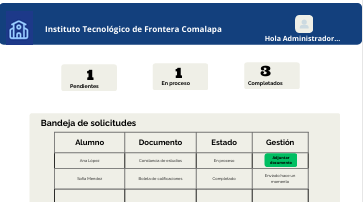 Instituto Tecnológico de Frontera Comalapa
Hola Administrador...
1 1 3
Pendientes En proceso Completados
Bandeja de solicitudes
Alumno Documento Estado Gestión
Ana López Constancia de estudios En proceso Adjuntar documento
Sofía Méndez Boleta de calificaciones Completado Enviado hace un momento